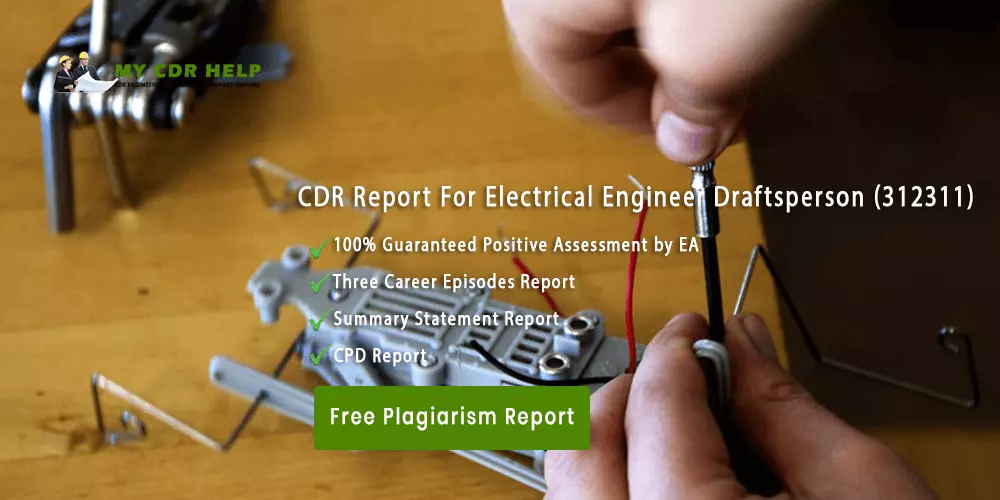 MY CDR HELP
CDR Report For Electrical Engineer Draftsperson (312311)
100% Guaranteed Positive Assessment by EA
Three Career Episodes Report
Summary Statement Report
CPD Report
Free Plagiarism Report